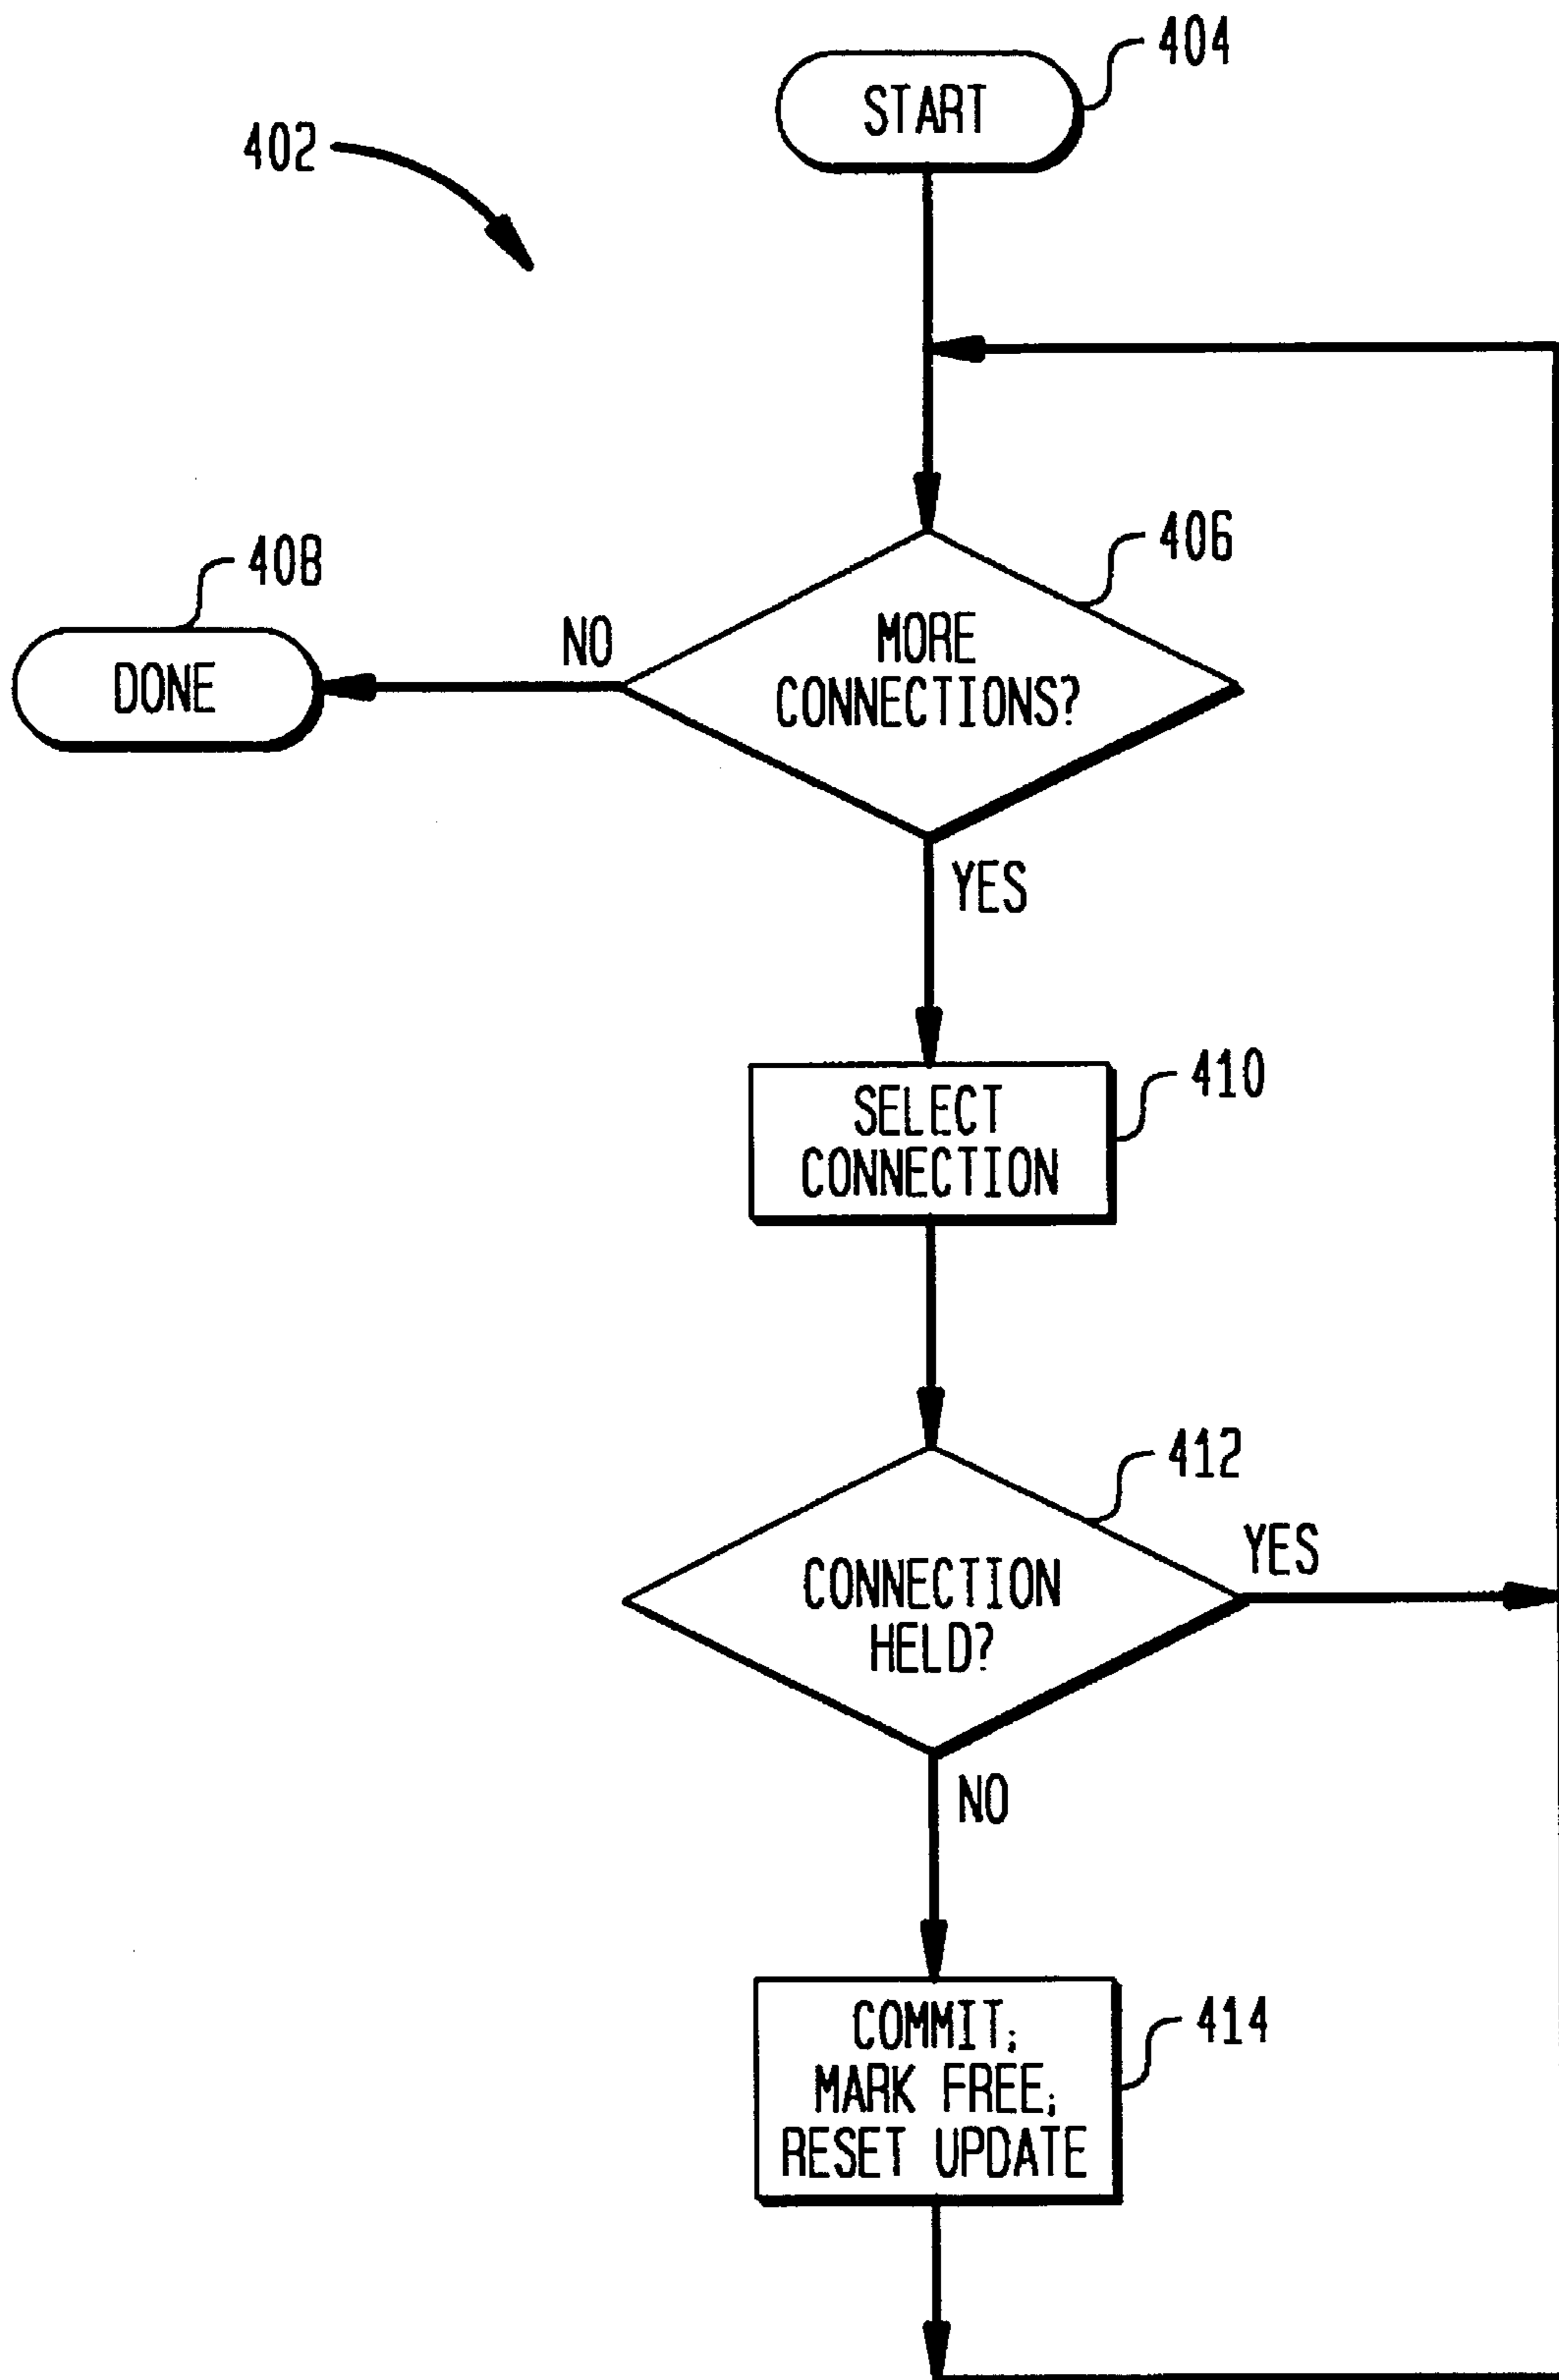 404
START
402
406
408
MORE
CONNECTIONS?
NO
DONE
YES
410
SELECT
CONNECTION
412
YES
CONNECTION
HELD?
NO
414
COMMIT;
MARK FREE;
RESET UPDATE